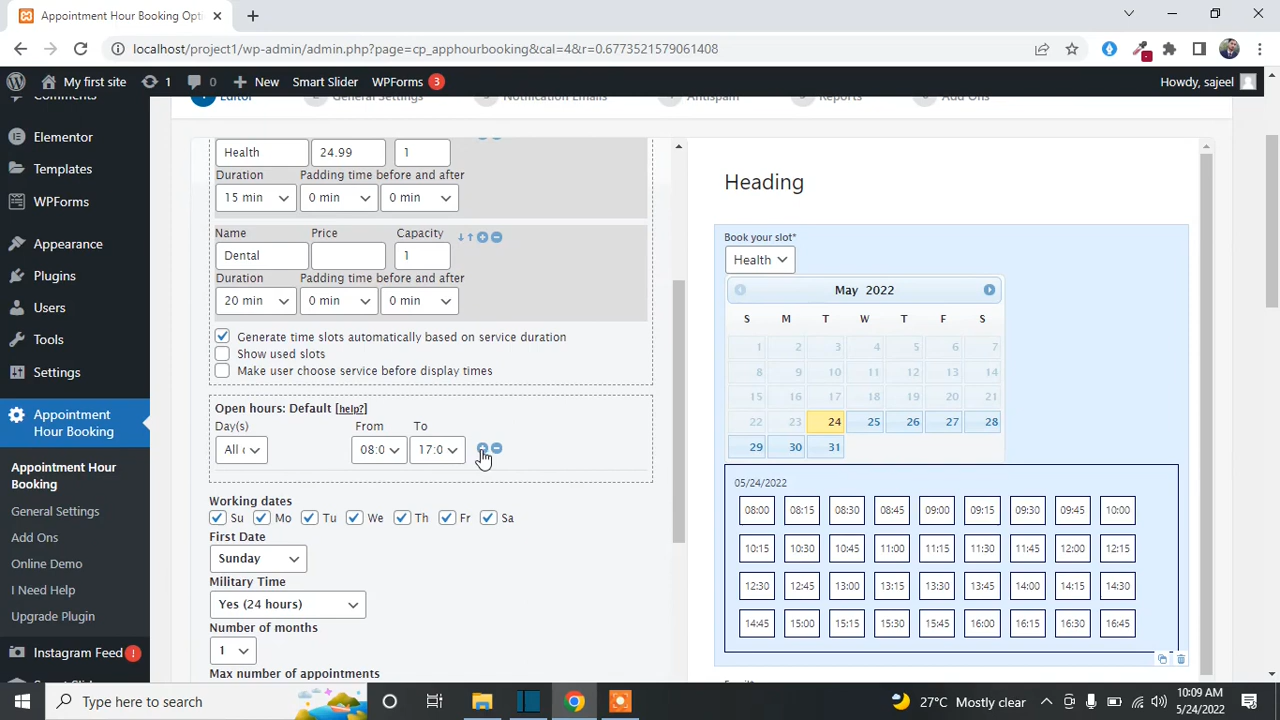 Appointment Hour Booking Opti
localhost/project1/wp-admin/admin.php?page=cp_apphourbooking&cal=4&r=0.6773521579061408
My first site
1
0
New
Smart Slider
WPForms 3
Howdy, sajeel
Comments
Elementor
Templates
WPForms
Appearance
Plugins
Users
Tools
Settings
Appointment
Hour Booking
Appointment Hour
Booking
General Settings
Add Ons
Online Demo
I Need Help
Upgrade Plugin
Instagram Feed !
1 Editor
General Settings
Notification Emails
Antispam
Reports
Add Ons
Health 24.99 1
Duration Padding time before and after
15 min 0 min 0 min
Name Price Capacity
Dental 1
Duration Padding time before and after
20 min 0 min 0 min
Generate time slots automatically based on service duration
Show used slots
Make user choose service before display times
Open hours: Default [help?]
Day(s) From To
All 08:0 17:0
Working dates
Su Mo Tu We Th Fr Sa
First Date
Sunday
Military Time
Yes (24 hours)
Number of months
1
Max number of appointments
Heading
Book your slot*
Health
May 2022
S M T W T F S
1 2 3 4 5 6 7
8 9 10 11 12 13 14
15 16 17 18 19 20 21
22 23 24 25 26 27 28
29 30 31
05/24/2022
08:00 08:15 08:30 08:45 09:00 09:15 09:30 09:45 10:00
10:15 10:30 10:45 11:00 11:15 11:30 11:45 12:00 12:15
12:30 12:45 13:00 13:15 13:30 13:45 14:00 14:15 14:30
14:45 15:00 15:15 15:30 15:45 16:00 16:15 16:30 16:45
Type here to search
27°C Mostly clear
10:09 AM
5/24/2022